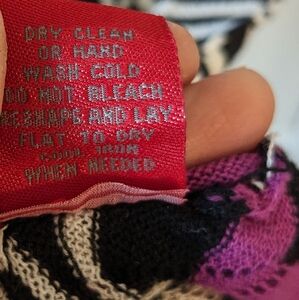 DRY CLEAN
OR HAND
WASH COLD
DO NOT BLEACH
RESHAPE AND LAY
FLAT TO DRY
COOL IRON
WHEN NEEDED